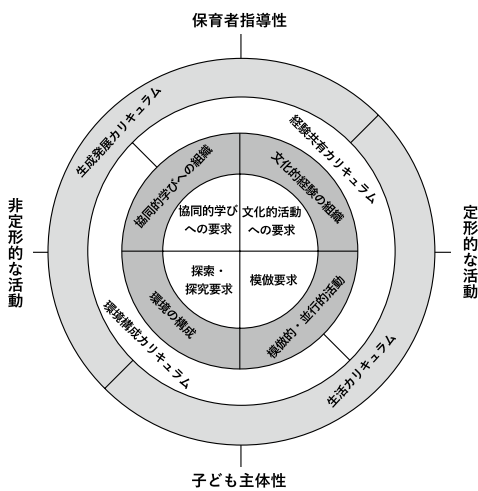 保育者指導性
生成発展カリキュラム
経験共有カリキュラム
協同的学びへの組織
文化的経験の組織
非定形的な活動
定形的な活動
協同的学び
への要求
文化的活動
への要求
探索・
探究要求
模倣要求
環境の構成
模倣的・並行的活動
環境構成カリキュラム
生活カリキュラム
子ども主体性